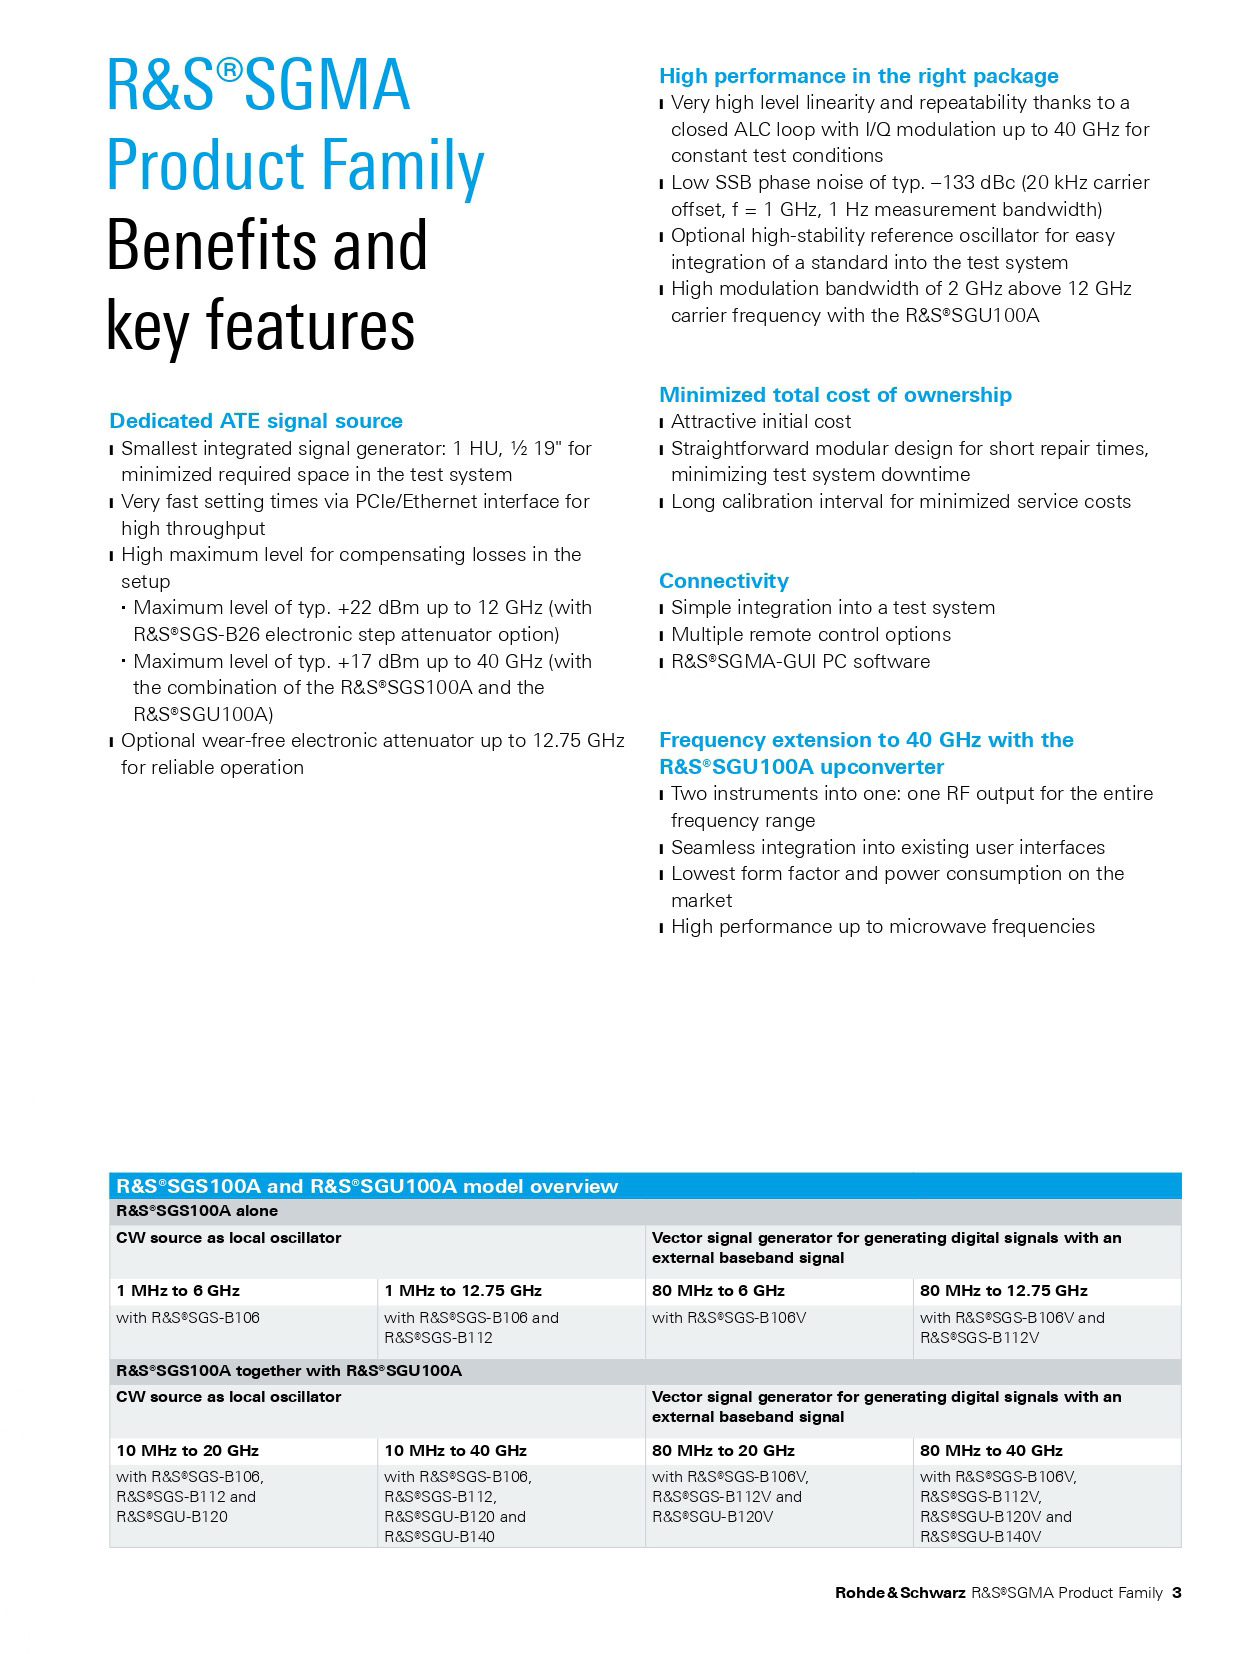 R&S®SGMA
Product Family
Benefits and
key features
Dedicated ATE signal source
ı Smallest integrated signal generator: 1 HU, ½ 19" for
minimized required space in the test system
ı Very fast setting times via PCIe/Ethernet interface for
high throughput
ı High maximum level for compensating losses in the
setup
· Maximum level of typ. +22 dBm up to 12 GHz (with
R&S®SGS-B26 electronic step attenuator option)
· Maximum level of typ. +17 dBm up to 40 GHz (with
the combination of the R&S®SGS100A and the
R&S®SGU100A)
ı Optional wear-free electronic attenuator up to 12.75 GHz
for reliable operation
High performance in the right package
ı Very high level linearity and repeatability thanks to a
closed ALC loop with I/Q modulation up to 40 GHz for
constant test conditions
ı Low SSB phase noise of typ. –133 dBc (20 kHz carrier
offset, f = 1 GHz, 1 Hz measurement bandwidth)
ı Optional high-stability reference oscillator for easy
integration of a standard into the test system
ı High modulation bandwidth of 2 GHz above 12 GHz
carrier frequency with the R&S®SGU100A
Minimized total cost of ownership
ı Attractive initial cost
ı Straightforward modular design for short repair times,
minimizing test system downtime
ı Long calibration interval for minimized service costs
Connectivity
ı Simple integration into a test system
ı Multiple remote control options
ı R&S®SGMA-GUI PC software
Frequency extension to 40 GHz with the
R&S®SGU100A upconverter
ı Two instruments into one: one RF output for the entire
frequency range
ı Seamless integration into existing user interfaces
ı Lowest form factor and power consumption on the
market
ı High performance up to microwave frequencies
R&S®SGS100A and R&S®SGU100A model overview
R&S®SGS100A alone
CW source as local oscillator
Vector signal generator for generating digital signals with an
external baseband signal
1 MHz to 6 GHz
1 MHz to 12.75 GHz
80 MHz to 6 GHz
80 MHz to 12.75 GHz
with R&S®SGS-B106
with R&S®SGS-B106 and
R&S®SGS-B112
with R&S®SGS-B106V
with R&S®SGS-B106V and
R&S®SGS-B112V
R&S®SGS100A together with R&S®SGU100A
CW source as local oscillator
Vector signal generator for generating digital signals with an
external baseband signal
10 MHz to 20 GHz
10 MHz to 40 GHz
80 MHz to 20 GHz
80 MHz to 40 GHz
with R&S®SGS-B106,
R&S®SGS-B112 and
R&S®SGU-B120
with R&S®SGS-B106,
R&S®SGS-B112,
R&S®SGU-B120 and
R&S®SGU-B140
with R&S®SGS-B106V,
R&S®SGS-B112V and
R&S®SGU-B120V
with R&S®SGS-B106V,
R&S®SGS-B112V,
R&S®SGU-B120V and
R&S®SGU-B140V
Rohde & Schwarz R&S®SGMA Product Family 3